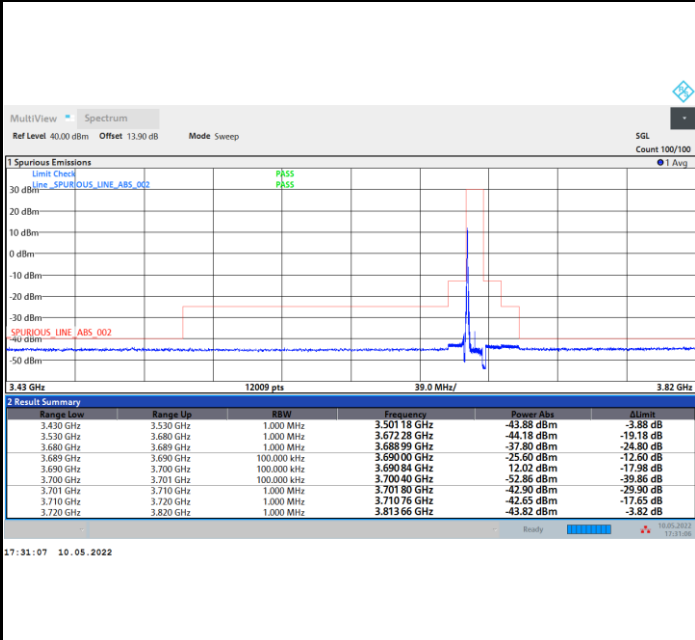 MultiView Spectrum
Ref Level 40.00 dBm Offset 13.90 dB Mode Sweep SGL
Count 100/100
1 Spurious Emissions 1 Avg
Limit Check PASS
Line _SPURIOUS_LINE_ABS_002 PASS
30 dBm
20 dBm
10 dBm
0 dBm
-10 dBm
-20 dBm
-30 dBm
_SPURIOUS_LINE_ABS_002
-40 dBm
-50 dBm
3.43 GHz 12009 pts 39.0 MHz/ 3.82 GHz
2 Result Summary
Range Low Range Up RBW Frequency Power Abs ΔLimit
3.430 GHz 3.530 GHz 1.000 MHz 3.501 18 GHz -43.88 dBm -3.88 dB
3.530 GHz 3.680 GHz 1.000 MHz 3.672 28 GHz -44.18 dBm -19.18 dB
3.680 GHz 3.689 GHz 1.000 MHz 3.688 99 GHz -37.80 dBm -24.80 dB
3.689 GHz 3.690 GHz 100.000 kHz 3.690 00 GHz -25.60 dBm -12.60 dB
3.690 GHz 3.700 GHz 100.000 kHz 3.690 84 GHz 12.02 dBm -17.98 dB
3.700 GHz 3.701 GHz 100.000 kHz 3.700 40 GHz -52.86 dBm -39.86 dB
3.701 GHz 3.710 GHz 1.000 MHz 3.701 80 GHz -42.90 dBm -29.90 dB
3.710 GHz 3.720 GHz 1.000 MHz 3.710 76 GHz -42.65 dBm -17.65 dB
3.720 GHz 3.820 GHz 1.000 MHz 3.813 66 GHz -43.82 dBm -3.82 dB
Ready 10.05.2022
17:31:06
17:31:07 10.05.2022